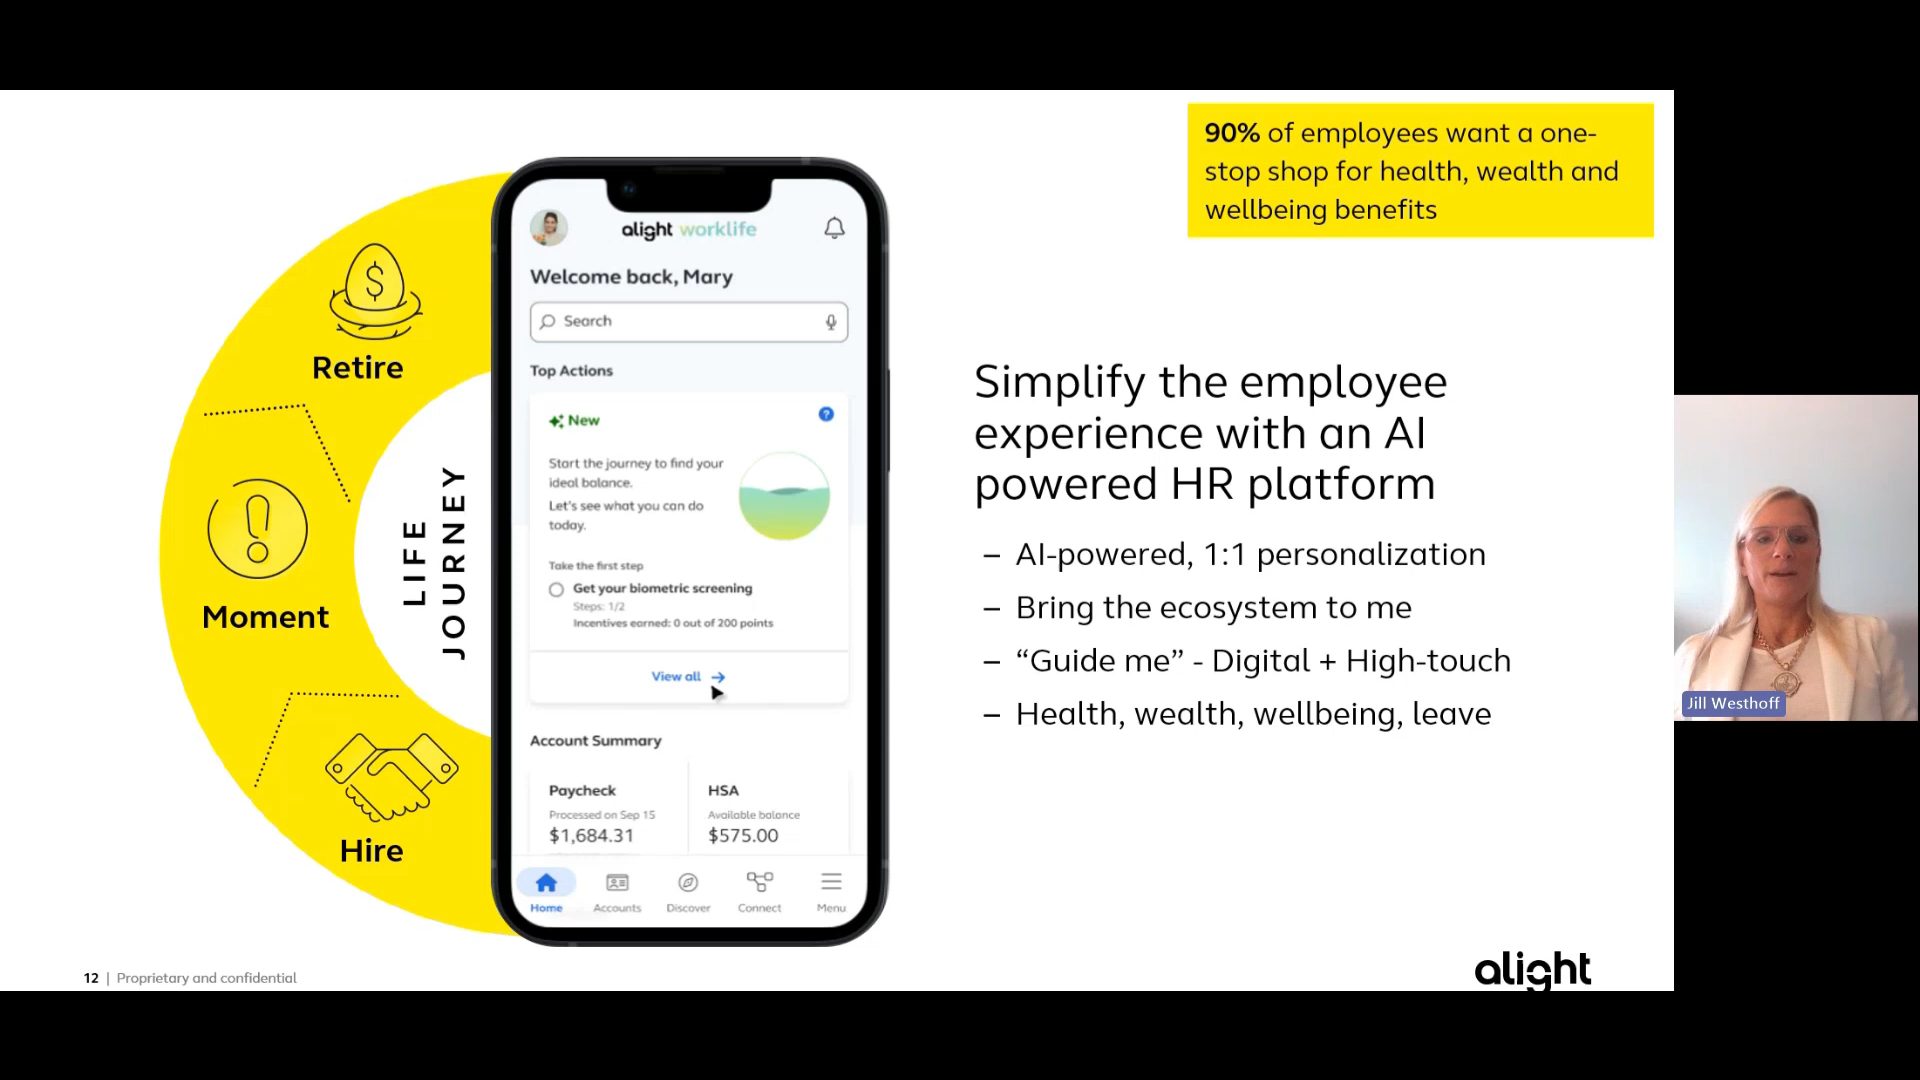 90% of employees want a one-
stop shop for health, wealth and
wellbeing benefits
Retire
Moment
Hire
LIFE
JOURNEY
alight worklife
Welcome back, Mary
Search
Top Actions
New
?
Start the journey to find your
ideal balance.
Let's see what you can do
today.
Take the first step
Get your biometric screening
Steps: 1/2
Incentives earned: 0 out of 200 points
View all →
Account Summary
Paycheck
Processed on Sep 15
$1,684.31
HSA
Available balance
$575.00
Home Accounts Discover Connect Menu
Simplify the employee
experience with an AI
powered HR platform
– AI-powered, 1:1 personalization
– Bring the ecosystem to me
– “Guide me” - Digital + High-touch
– Health, wealth, wellbeing, leave
Jill Westhoff
12 | Proprietary and confidential
alight